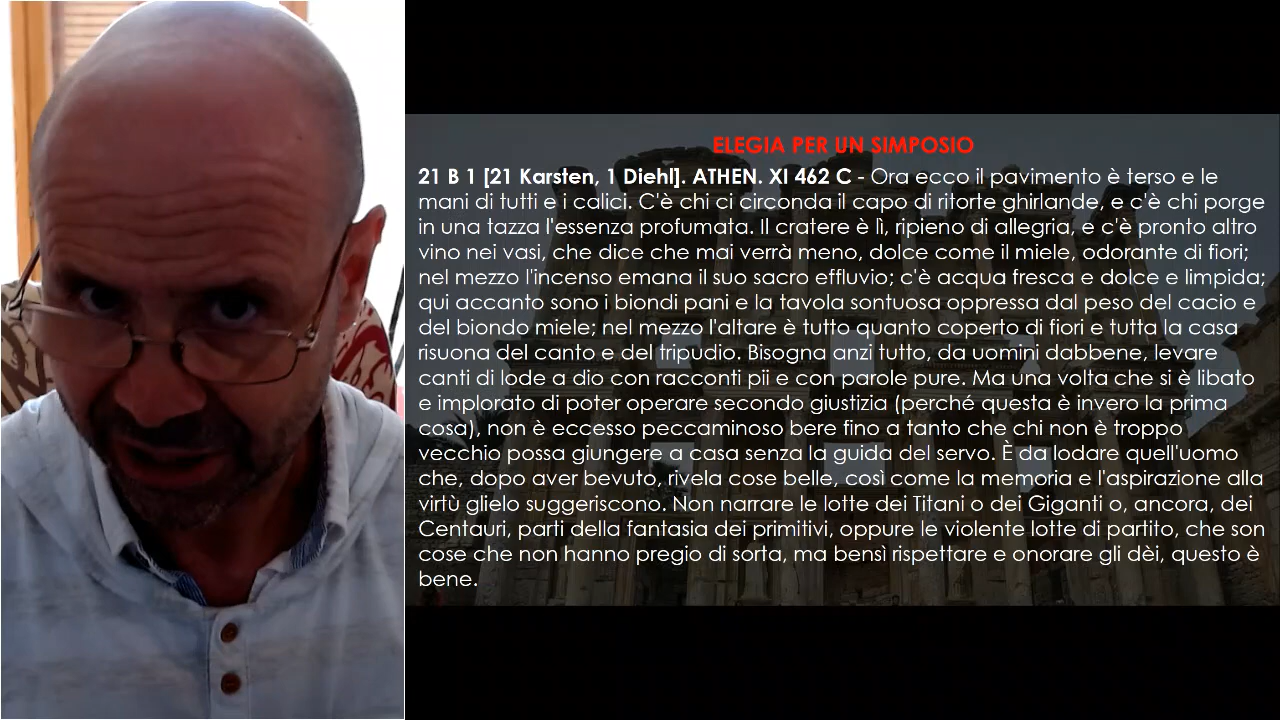 ELEGIA PER UN SIMPOSIO
21 B 1 [21 Karsten, 1 Diehl]. ATHEN. XI 462 C - Ora ecco il pavimento è terso e le
mani di tutti e i calici. C'è chi ci circonda il capo di ritorte ghirlande, e c'è chi porge
in una tazza l'essenza profumata. Il cratere è lì, ripieno di allegria, e c'è pronto altro
vino nei vasi, che dice che mai verrà meno, dolce come il miele, odorante di fiori;
nel mezzo l'incenso emana il suo sacro effluvio; c'è acqua fresca e dolce e limpida;
qui accanto sono i biondi pani e la tavola sontuosa oppressa dal peso del cacio e
del biondo miele; nel mezzo l'altare è tutto quanto coperto di fiori e tutta la casa
risuona del canto e del tripudio. Bisogna anzi tutto, da uomini dabbene, levare
canti di lode a dio con racconti pii e con parole pure. Ma una volta che si è libato
e implorato di poter operare secondo giustizia (perché questa è invero la prima
cosa), non è eccesso peccaminoso bere fino a tanto che chi non è troppo
vecchio possa giungere a casa senza la guida del servo. È da lodare quell'uomo
che, dopo aver bevuto, rivela cose belle, così come la memoria e l'aspirazione alla
virtù glielo suggeriscono. Non narrare le lotte dei Titani o dei Giganti o, ancora, dei
Centauri, parti della fantasia dei primitivi, oppure le violente lotte di partito, che son
cose che non hanno pregio di sorta, ma bensì rispettare e onorare gli dèi, questo è
bene.